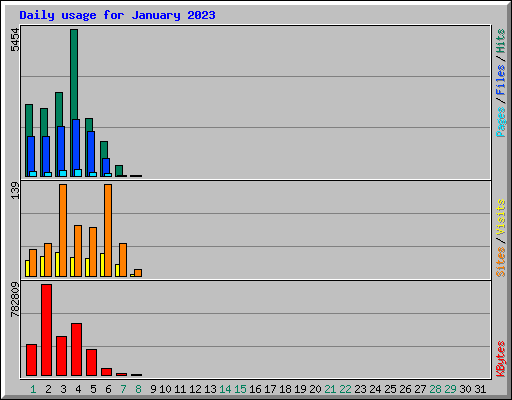 Daily usage for January 2023
5454
Pages / Files / Hits
139
Sites / Visits
782809
KBytes
1 2 3 4 5 6 7 8 9 10 11 12 13 14 15 16 17 18 19 20 21 22 23 24 25 26 27 28 29 30 31